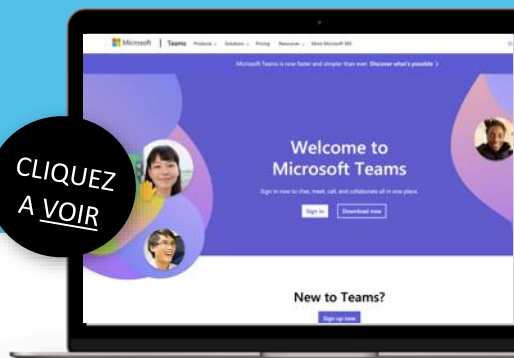 Microsoft | Teams Products Solutions Pricing Resources More Microsoft 365
Microsoft Teams is now faster and simpler than ever. Discover what's possible >
Welcome to
Microsoft Teams
Sign in now to chat, meet, call, and collaborate all in one place.
Sign in Download now
CLIQUEZ
A VOIR
New to Teams?
Sign up now